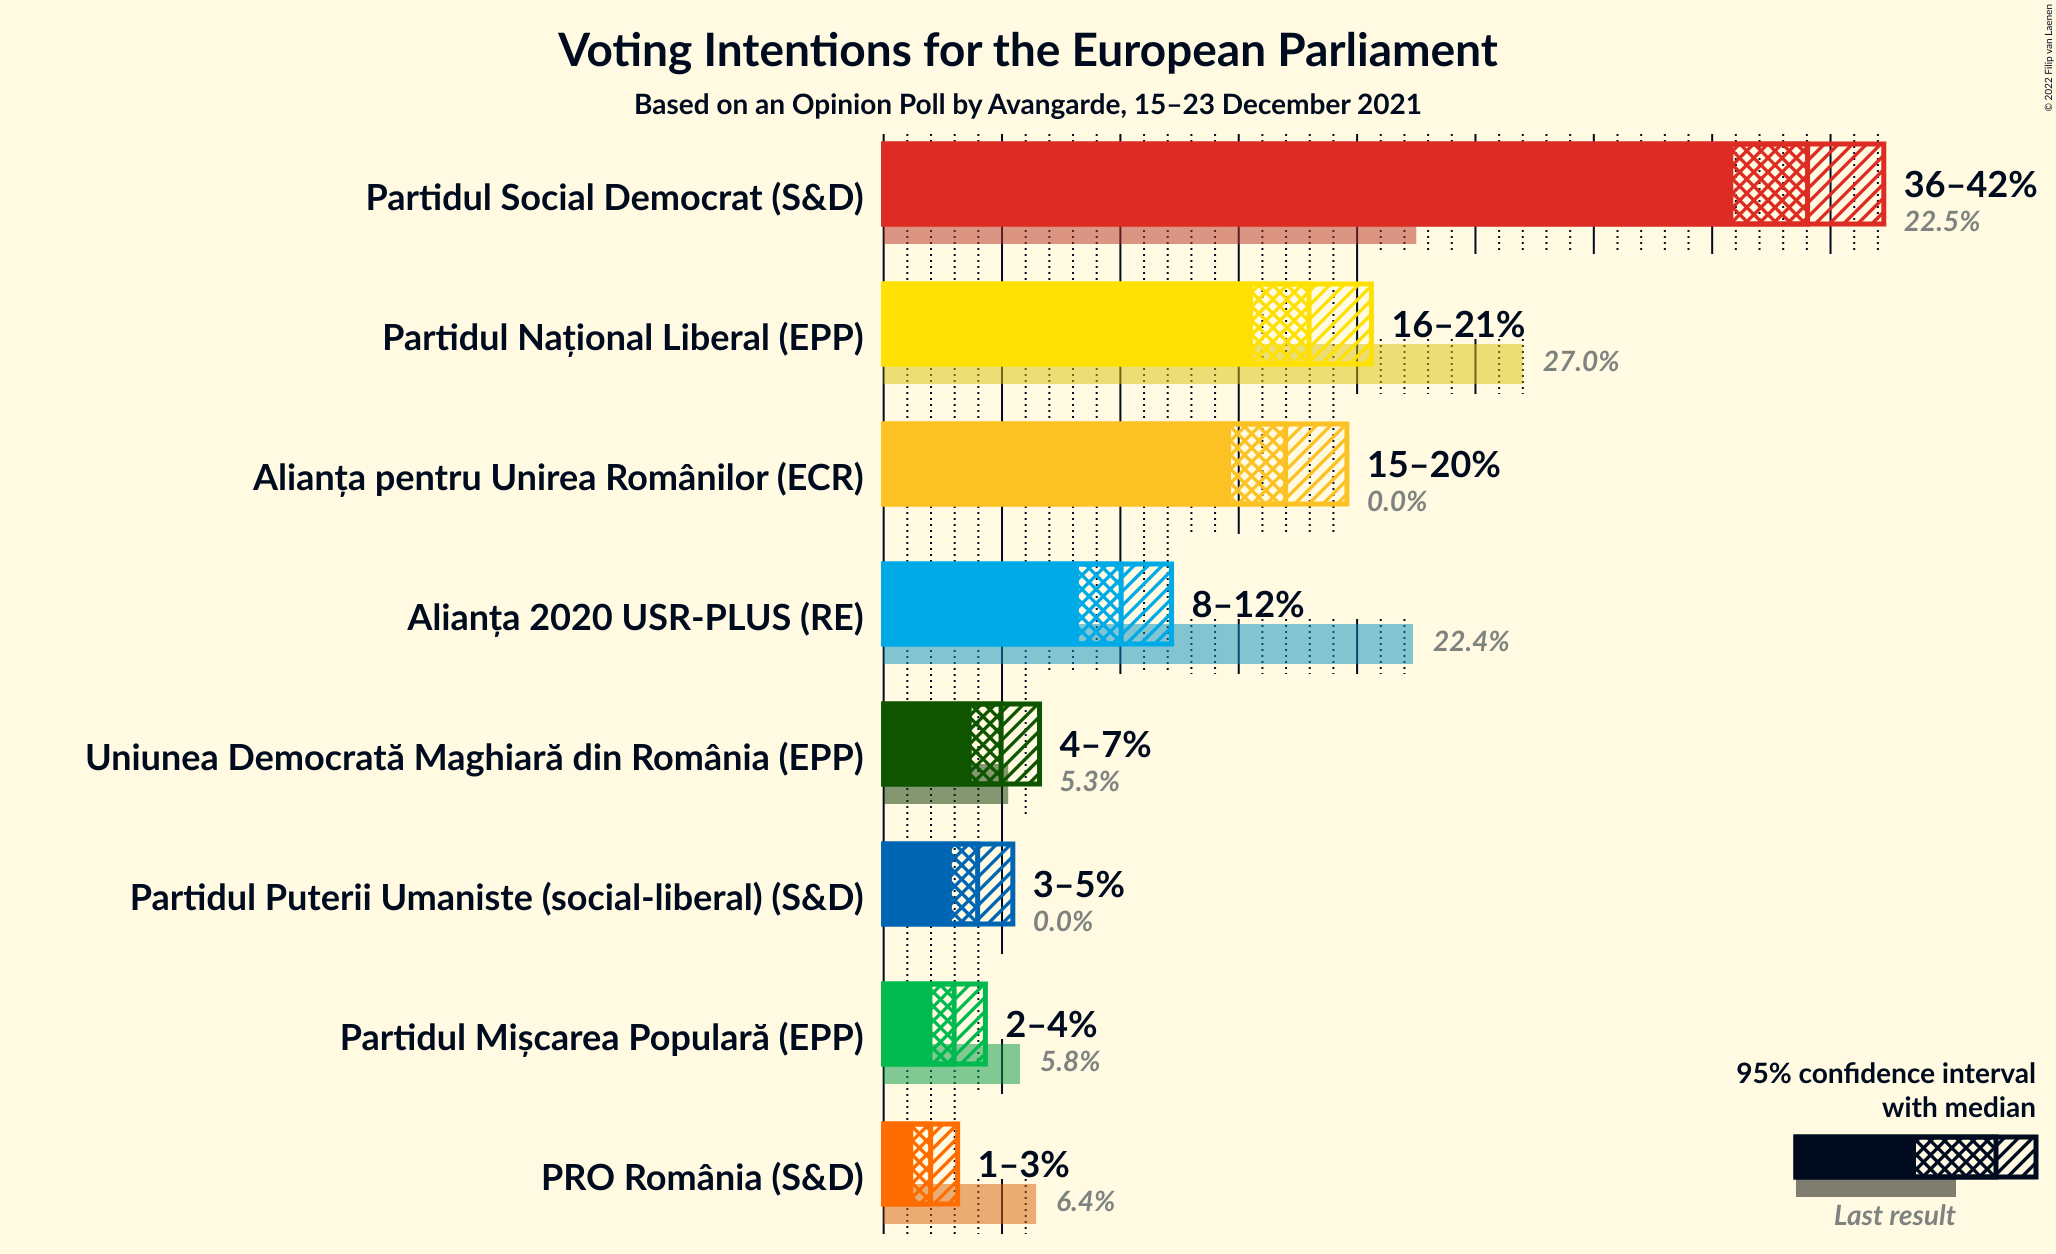 Voting Intentions for the European Parliament
Based on an Opinion Poll by Avangarde, 15–23 December 2021
© 2022 Filip van Laenen
Partidul Social Democrat (S&D)
36–42%
22.5%
Partidul Național Liberal (EPP)
16–21%
27.0%
Alianța pentru Unirea Românilor (ECR)
15–20%
0.0%
Alianța 2020 USR-PLUS (RE)
8–12%
22.4%
Uniunea Democrată Maghiară din România (EPP)
4–7%
5.3%
Partidul Puterii Umaniste (social-liberal) (S&D)
3–5%
0.0%
Partidul Mișcarea Populară (EPP)
2–4%
5.8%
PRO România (S&D)
1–3%
6.4%
95% confidence interval
with median
Last result